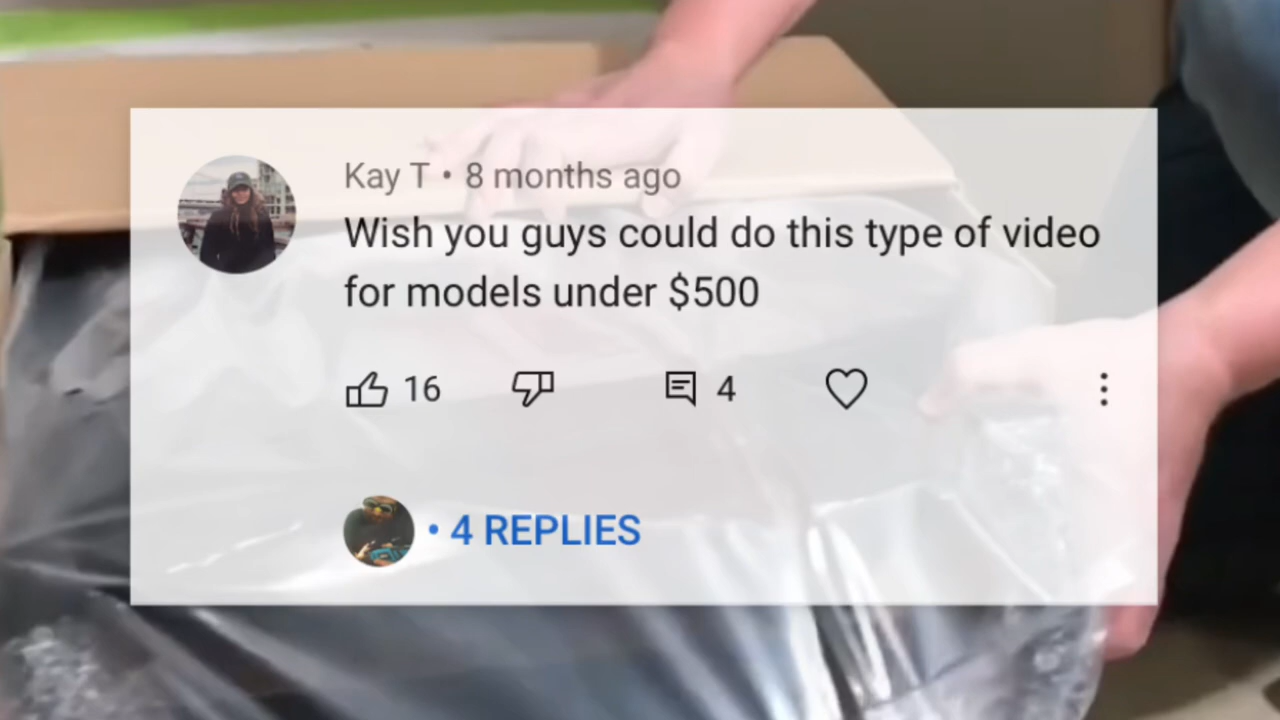 Kay T • 8 months ago
Wish you guys could do this type of video
for models under $500
16
4
• 4 REPLIES